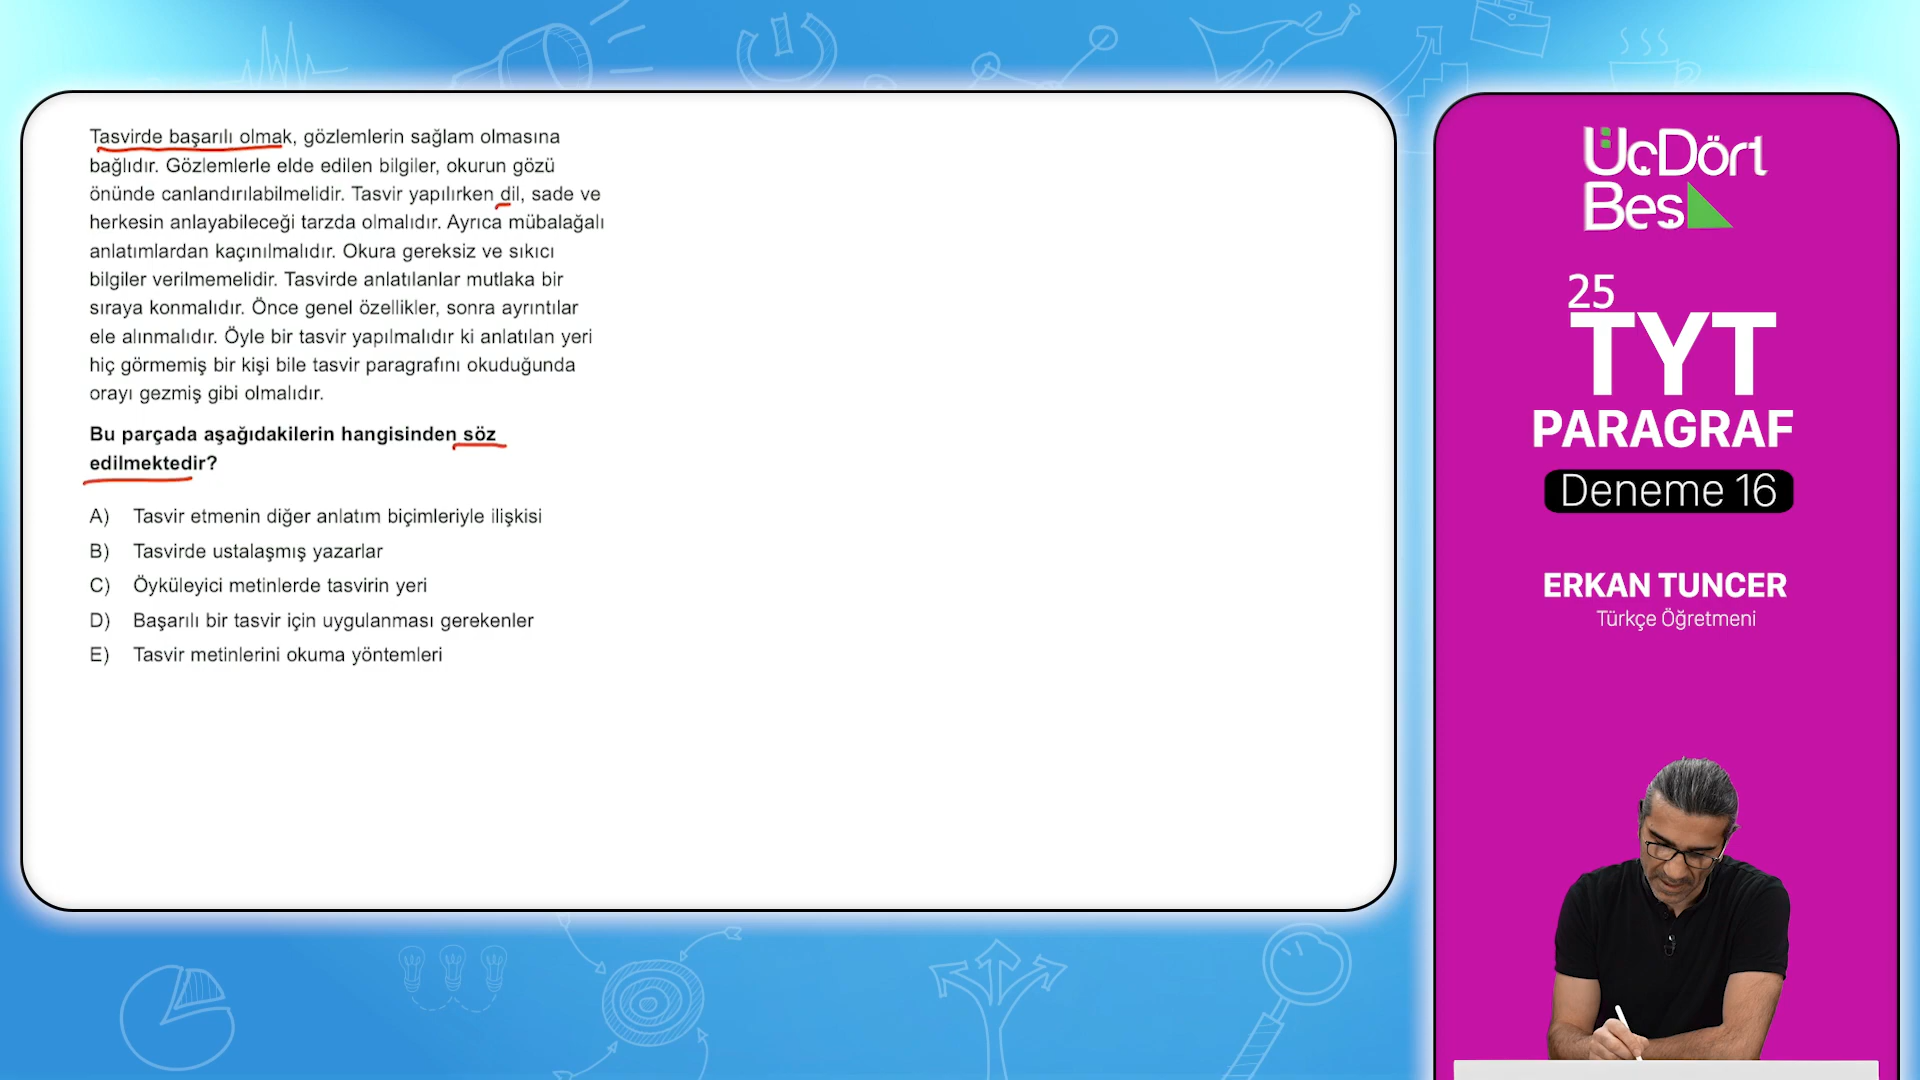 Tasvirde başarılı olmak, gözlemlerin sağlam olmasına
bağlıdır. Gözlemlerle elde edilen bilgiler, okurun gözü
önünde canlandırılabilmelidir. Tasvir yapılırken dil, sade ve
herkesin anlayabileceği tarzda olmalıdır. Ayrıca mübalağalı
anlatımlardan kaçınılmalıdır. Okura gereksiz ve sıkıcı
bilgiler verilmemelidir. Tasvirde anlatılanlar mutlaka bir
sıraya konmalıdır. Önce genel özellikler, sonra ayrıntılar
ele alınmalıdır. Öyle bir tasvir yapılmalıdır ki anlatılan yeri
hiç görmemiş bir kişi bile tasvir paragrafını okuduğunda
orayı gezmiş gibi olmalıdır.
Bu parçada aşağıdakilerin hangisinden söz
edilmektedir?
A) Tasvir etmenin diğer anlatım biçimleriyle ilişkisi
B) Tasvirde ustalaşmış yazarlar
C) Öyküleyici metinlerde tasvirin yeri
D) Başarılı bir tasvir için uygulanması gerekenler
E) Tasvir metinlerini okuma yöntemleri
ÜçDört
Beş
25
TYT
PARAGRAF
Deneme 16
ERKAN TUNCER
Türkçe Öğretmeni